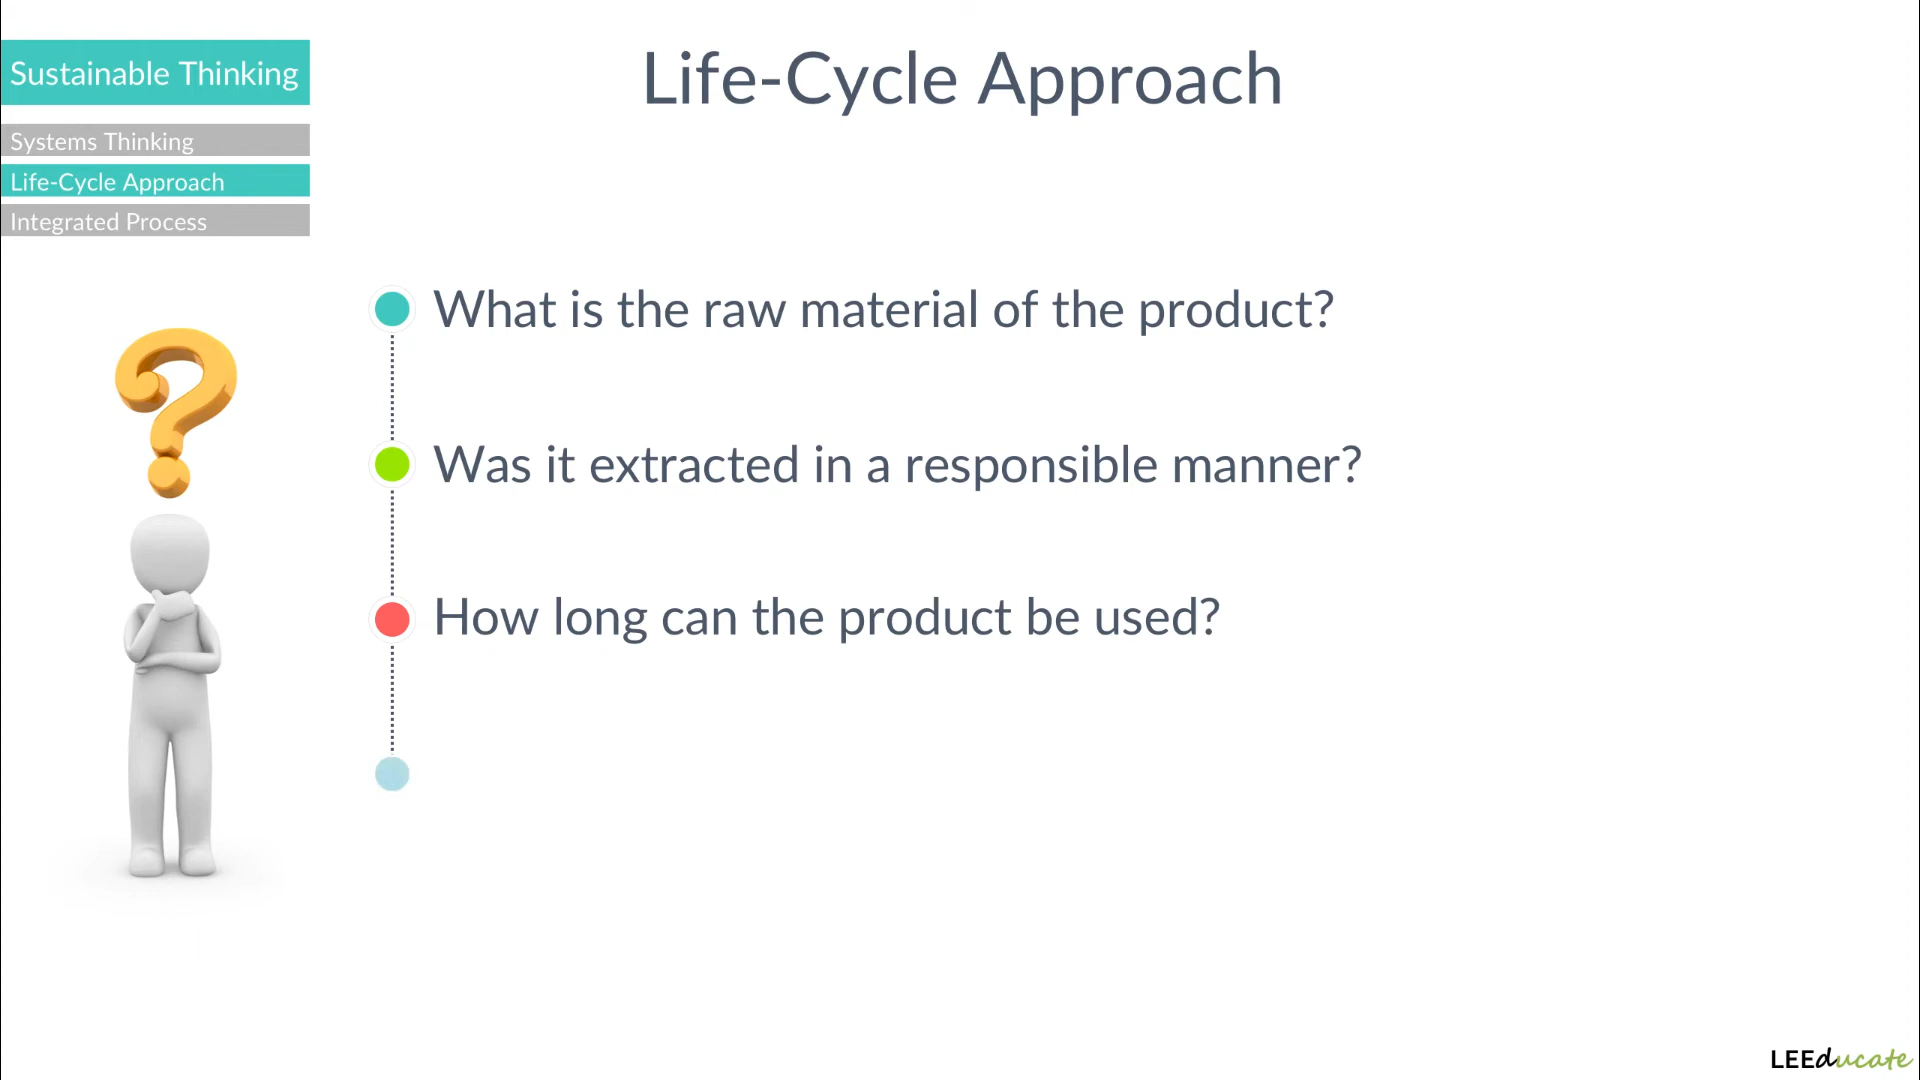 Sustainable Thinking
Life-Cycle Approach
Systems Thinking
Life-Cycle Approach
Integrated Process
What is the raw material of the product?
Was it extracted in a responsible manner?
How long can the product be used?
LEEducate